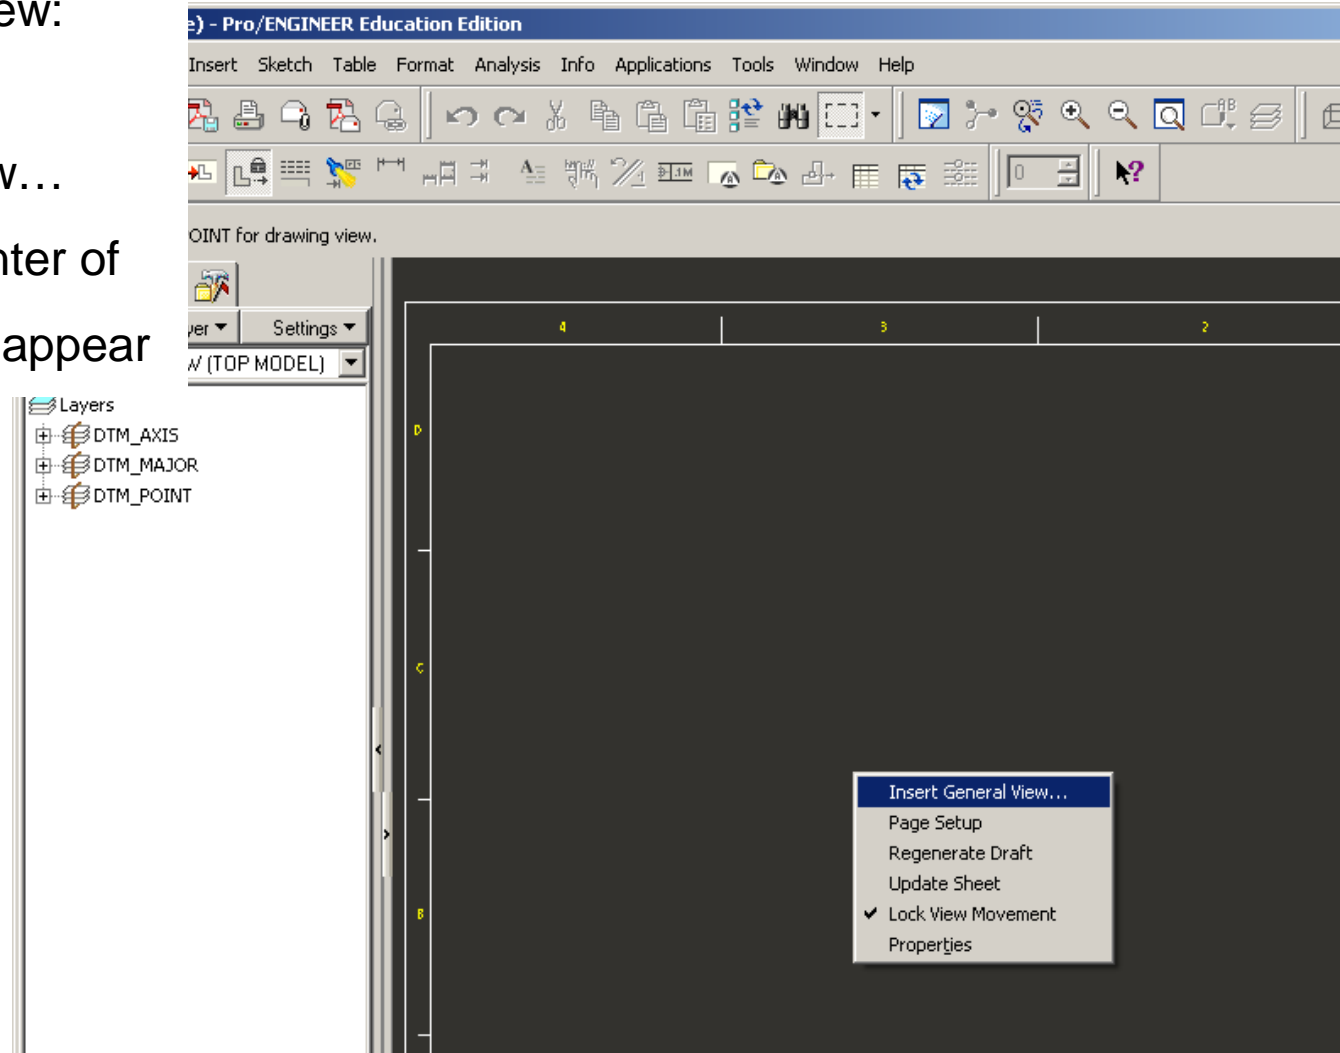 ew:
w…
nter of
appear
e) - Pro/ENGINEER Education Edition
Insert Sketch Table Format Analysis Info Applications Tools Window Help
0
OINT for drawing view.
yer Settings
W (TOP MODEL)
Layers
DTM_AXIS
DTM_MAJOR
DTM_POINT
4 3 2
D
C
B
Insert General View...
Page Setup
Regenerate Draft
Update Sheet
Lock View Movement
Properties